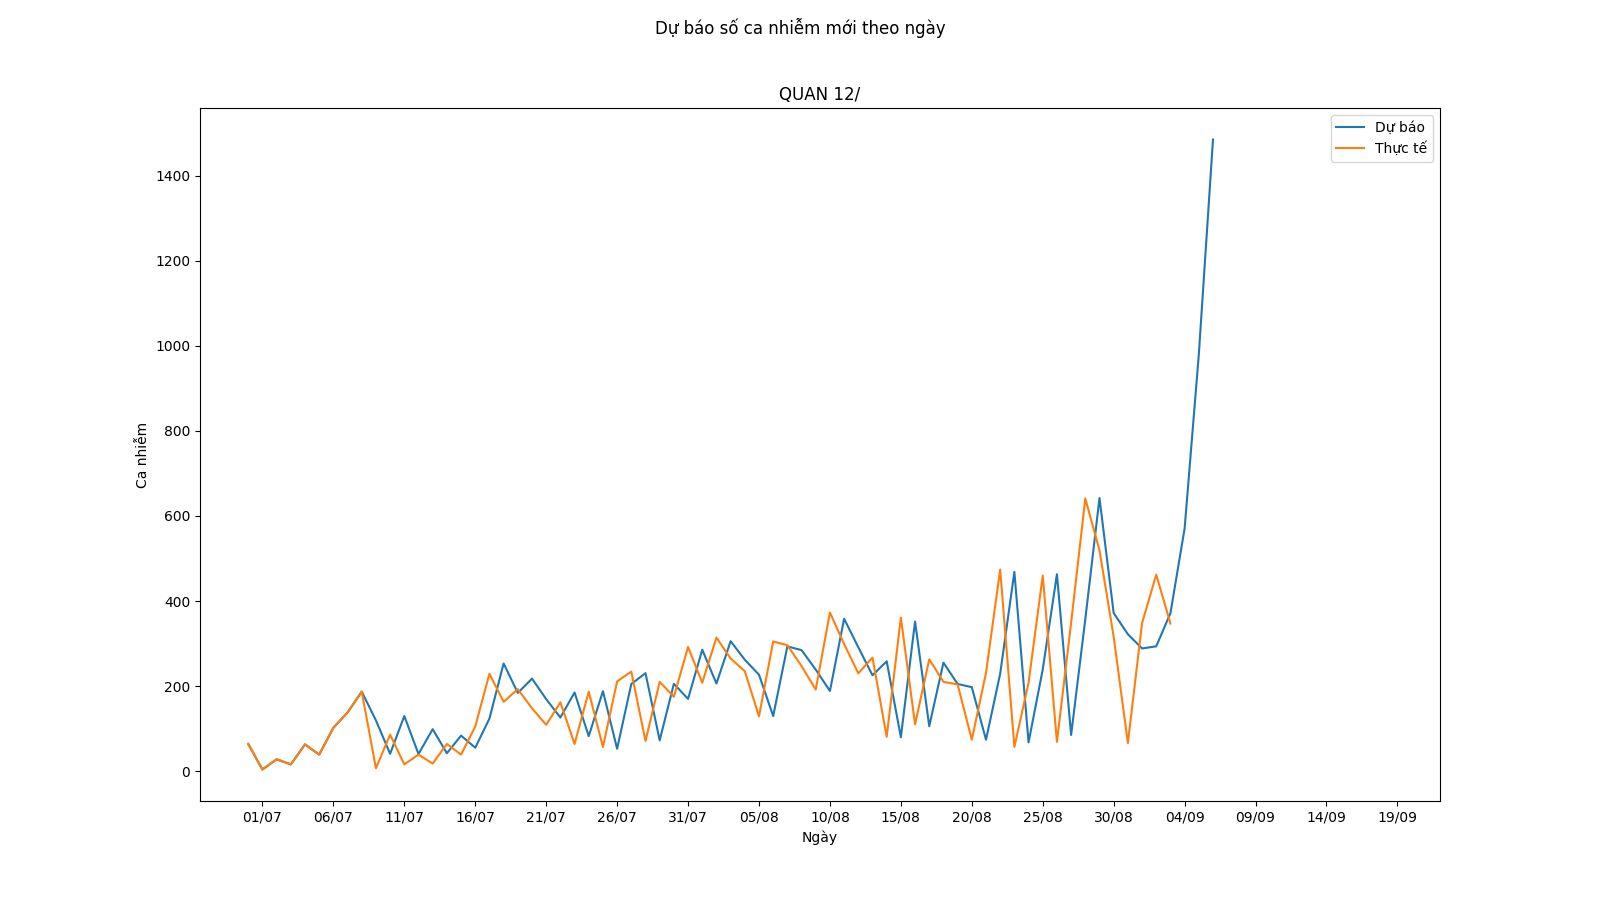 Dự báo số ca nhiễm mới theo ngày
QUAN 12/
Dự báo
Thực tế
1400
1200
1000
800
600
400
200
0
Ca nhiễm
01/07 06/07 11/07 16/07 21/07 26/07 31/07 05/08 10/08 15/08 20/08 25/08 30/08 04/09 09/09 14/09 19/09
Ngày